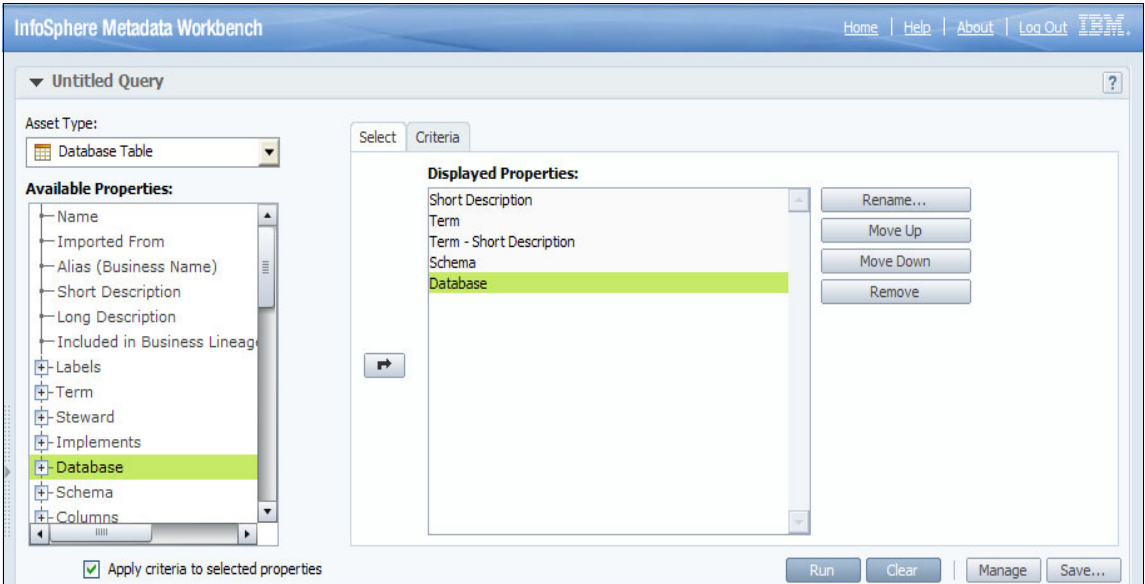 InfoSphere Metadata Workbench
Home | Help | About | Log Out IBM.
Untitled Query
?
Asset Type:
Database Table
Available Properties:
Name
Imported From
Alias (Business Name)
Short Description
Long Description
Included in Business Lineag
Labels
Term
Steward
Implements
Database
Schema
Columns
Apply criteria to selected properties
Select Criteria
Displayed Properties:
Short Description
Term
Term - Short Description
Schema
Database
Rename...
Move Up
Move Down
Remove
Run Clear | Manage Save...